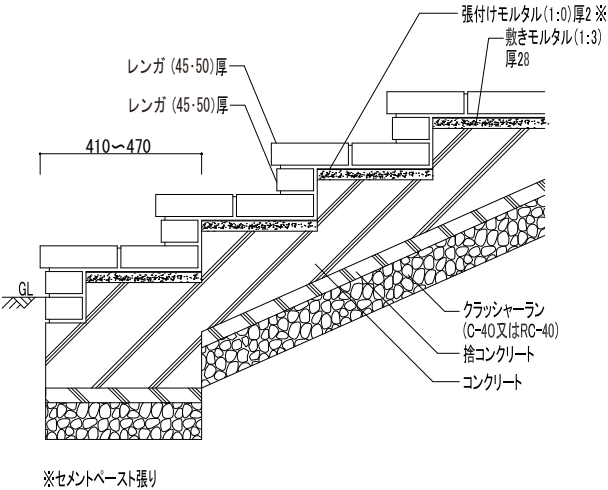 張付けモルタル(1:0)厚2 ※
敷きモルタル(1:3)
厚28
レンガ (45・50)厚
レンガ (45・50)厚
410〜470
GL
クラッシャーラン
(C-40又はRC-40)
捨コンクリート
コンクリート
※セメントペースト張り